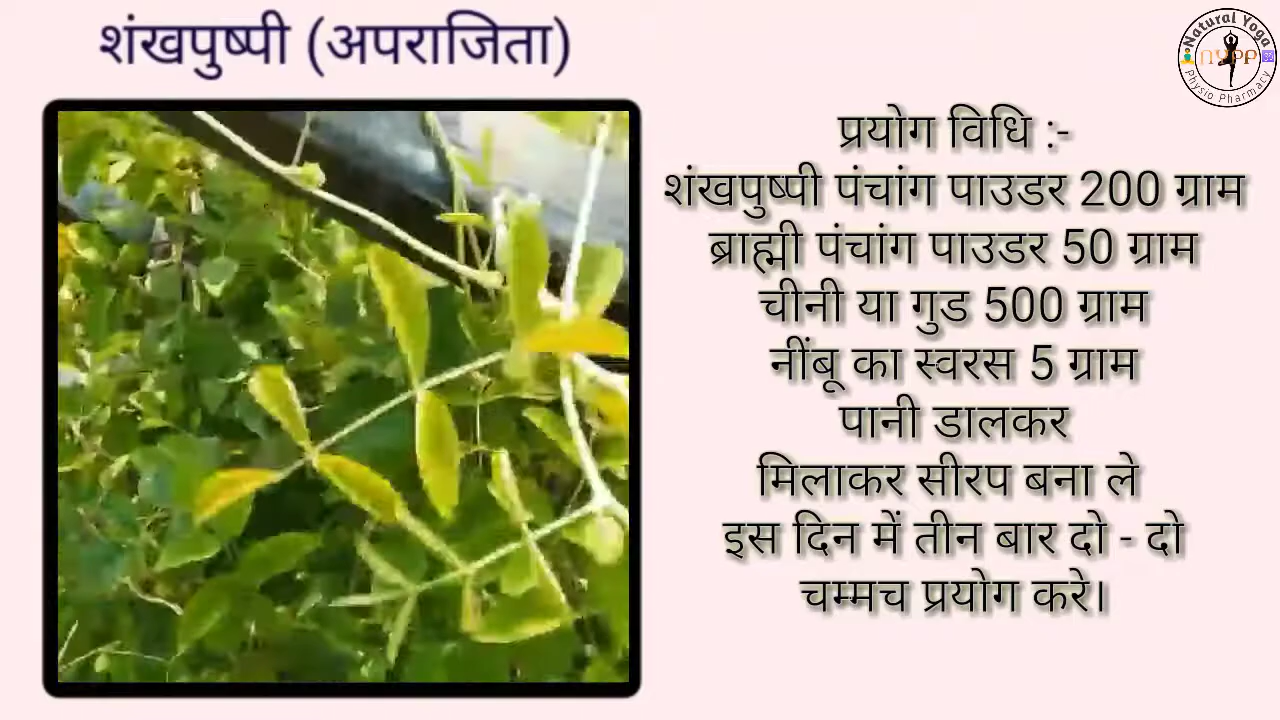 शंखपुष्पी (अपराजिता)
Natural Yoga
NYPP
Physio Pharmacy
प्रयोग विधि :-
शंखपुष्पी पंचांग पाउडर 200 ग्राम
ब्राह्मी पंचांग पाउडर 50 ग्राम
चीनी या गुड 500 ग्राम
नींबू का स्वरस 5 ग्राम
पानी डालकर
मिलाकर सीरप बना ले
इस दिन में तीन बार दो - दो
चम्मच प्रयोग करे।